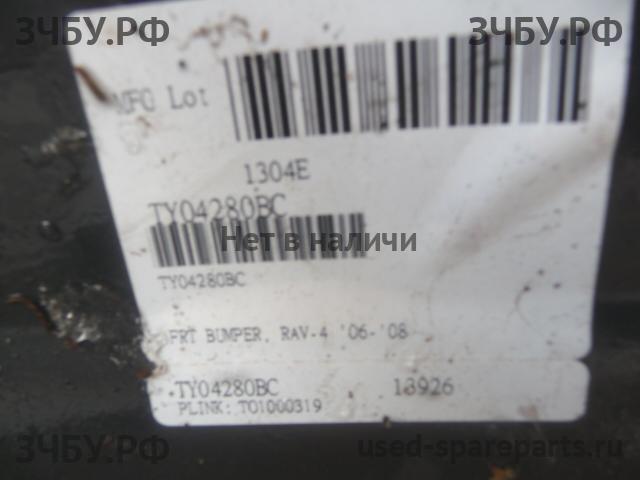 ЗЧБУ.РФ ЗЧБУ.РФ
MFG Lot
1304E
TY04280BC
Нет в наличи
TY04280BC
FRT BUMPER, RAV-4 '06-'08
TY04280BC 13926
PLINK: TO1000319
ЗЧБУ.РФ used-spareparts.ru